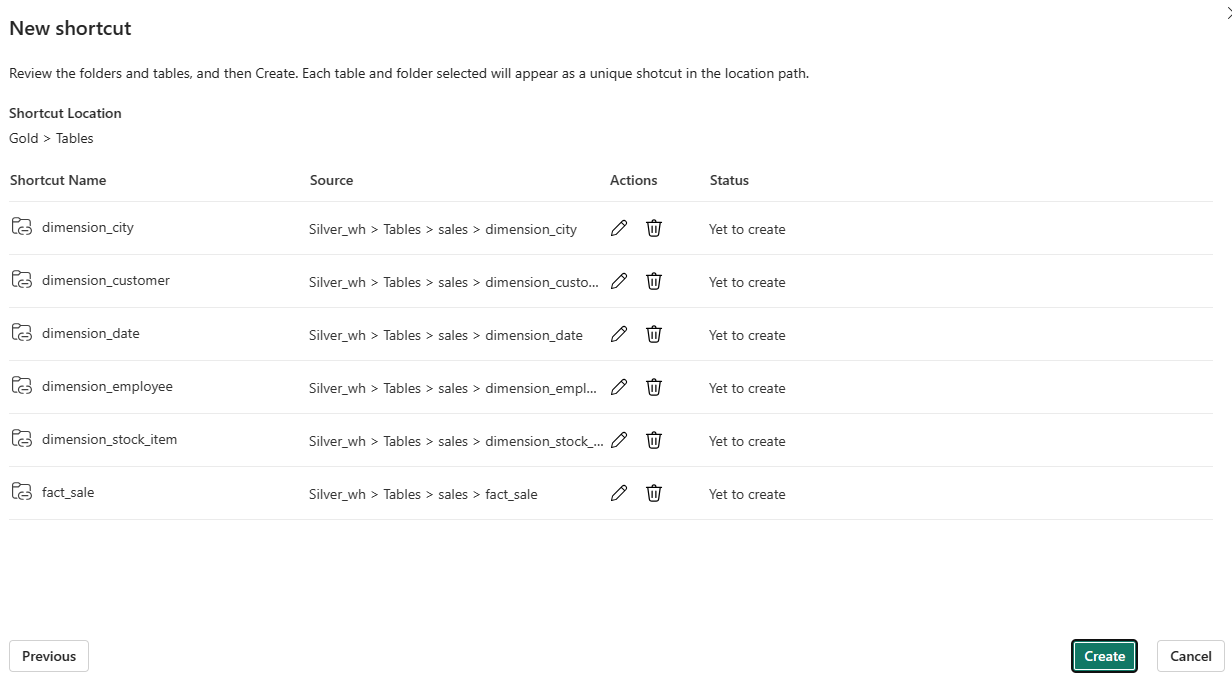 New shortcut
Review the folders and tables, and then Create. Each table and folder selected will appear as a unique shotcut in the location path.
Shortcut Location
Gold > Tables
Shortcut Name Source Actions Status
dimension_city Silver_wh > Tables > sales > dimension_city Yet to create
dimension_customer Silver_wh > Tables > sales > dimension_custo... Yet to create
dimension_date Silver_wh > Tables > sales > dimension_date Yet to create
dimension_employee Silver_wh > Tables > sales > dimension_empl... Yet to create
dimension_stock_item Silver_wh > Tables > sales > dimension_stock_... Yet to create
fact_sale Silver_wh > Tables > sales > fact_sale Yet to create
Previous Create Cancel